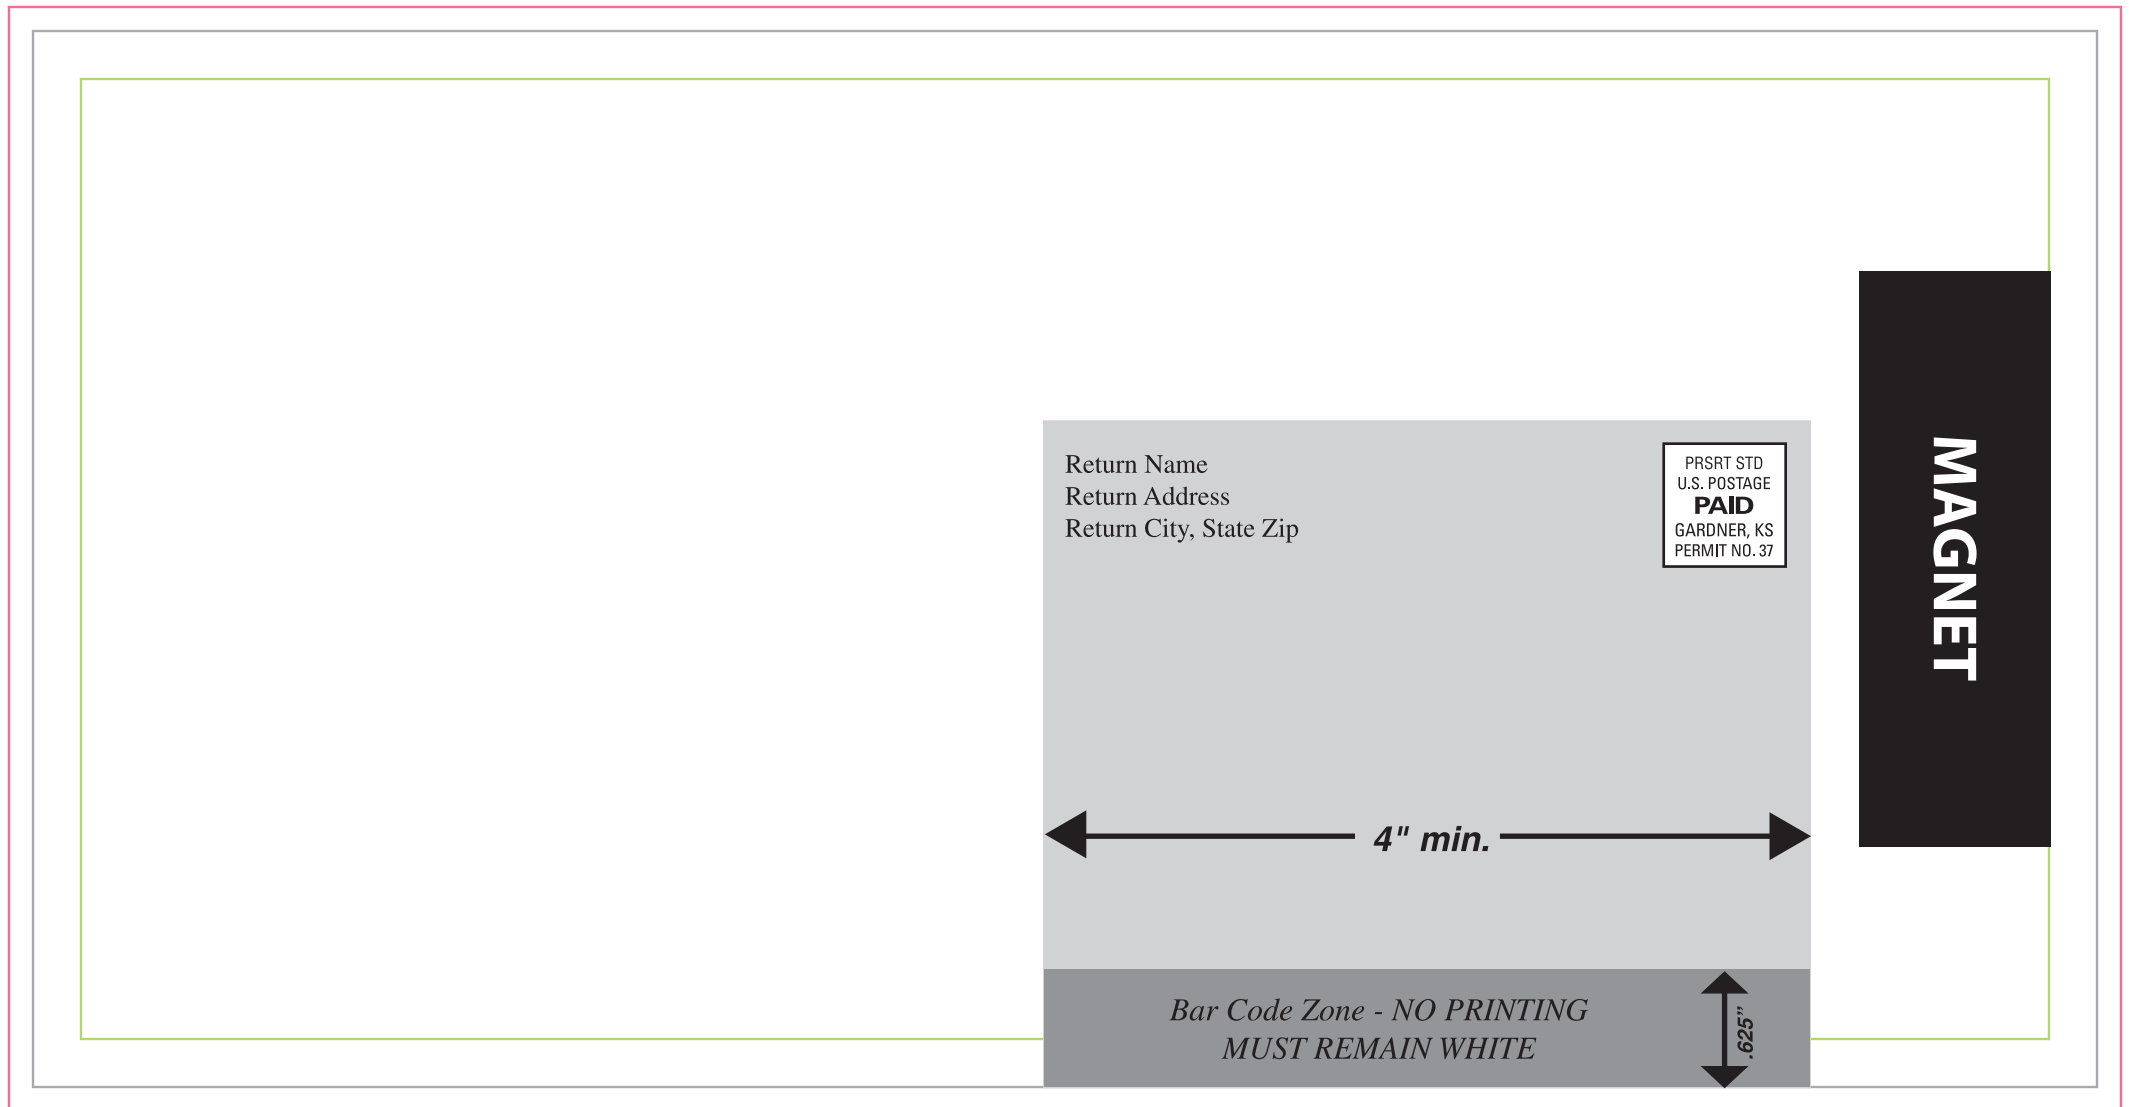 Return Name
Return Address
Return City, State Zip
PRSRT STD
U.S. POSTAGE
PAID
GARDNER, KS
PERMIT NO. 37
MAGNET
4" min.
Bar Code Zone - NO PRINTING
MUST REMAIN WHITE
.625”